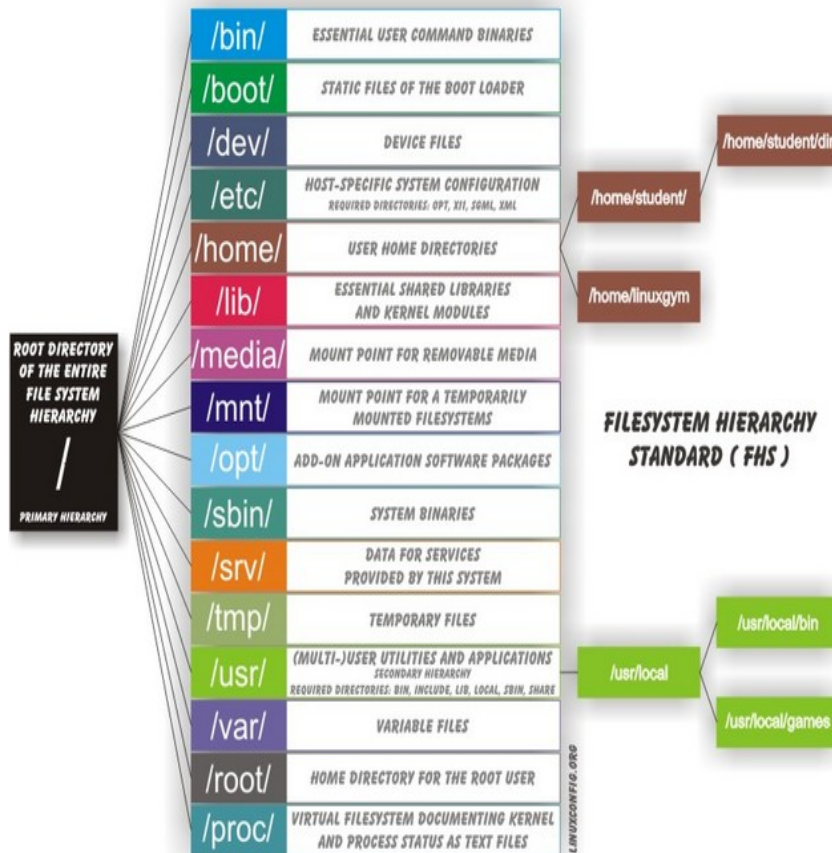 ROOT DIRECTORY
OF THE ENTIRE
FILE SYSTEM
HIERARCHY
/
PRIMARY HIERARCHY
/bin/
ESSENTIAL USER COMMAND BINARIES
/boot/
STATIC FILES OF THE BOOT LOADER
/dev/
DEVICE FILES
/etc/
HOST-SPECIFIC SYSTEM CONFIGURATION
REQUIRED DIRECTORIES: OPT, XII, SGML, XML
/home/
USER HOME DIRECTORIES
/lib/
ESSENTIAL SHARED LIBRARIES
AND KERNEL MODULES
/media/
MOUNT POINT FOR REMOVABLE MEDIA
/mnt/
MOUNT POINT FOR A TEMPORARILY
MOUNTED FILESYSTEMS
/opt/
ADD-ON APPLICATION SOFTWARE PACKAGES
/sbin/
SYSTEM BINARIES
/srv/
DATA FOR SERVICES
PROVIDED BY THIS SYSTEM
/tmp/
TEMPORARY FILES
/usr/
(MULTI-)USER UTILITIES AND APPLICATIONS
SECONDARY HIERARCHY
REQUIRED DIRECTORIES: BIN, INCLUDE, LIB, LOCAL, SBIN, SHARE
/var/
VARIABLE FILES
/root/
HOME DIRECTORY FOR THE ROOT USER
/proc/
VIRTUAL FILESYSTEM DOCUMENTING KERNEL
AND PROCESS STATUS AS TEXT FILES
/home/student/
/home/student/dir
/home/linuxgym
FILESYSTEM HIERARCHY
STANDARD ( FHS )
/usr/local
/usr/local/bin
/usr/local/games
LINUXCONFIG.ORG